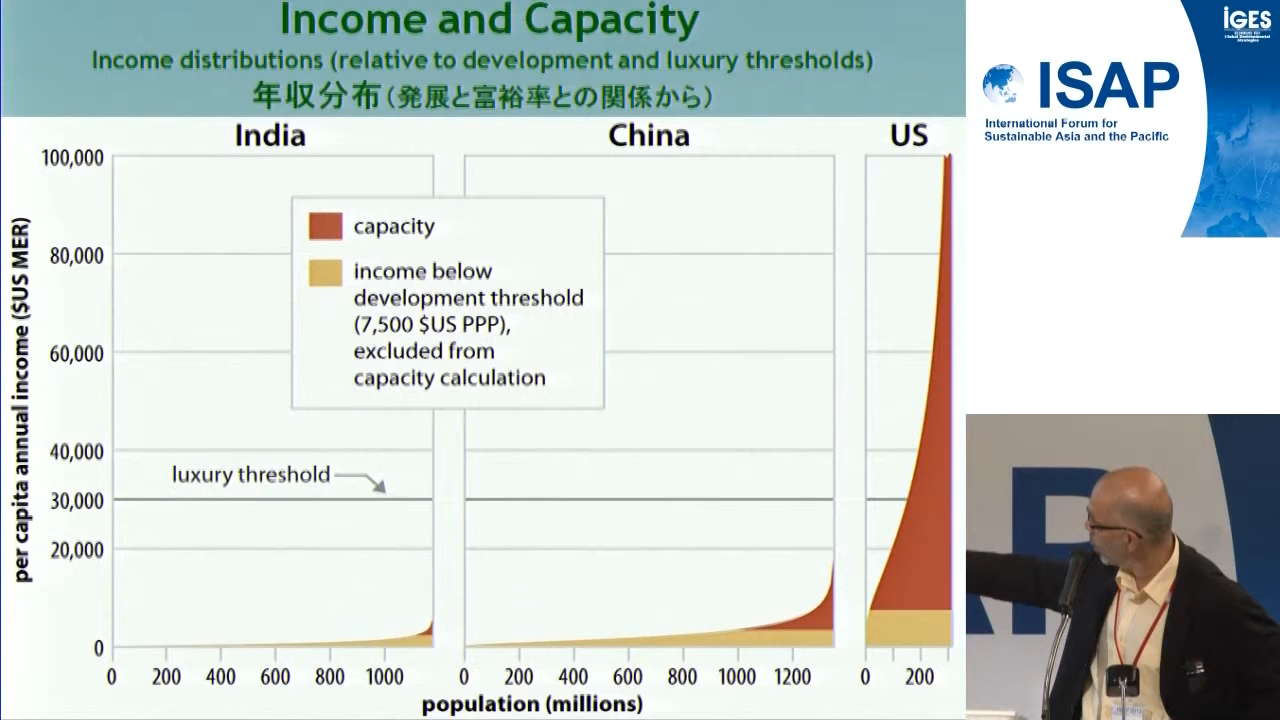 Income and Capacity
Income distributions (relative to development and luxury thresholds)
年収分布(発展と富裕率との関係から)
India
China
US
per capita annual income ($US MER)
100,000
80,000
60,000
40,000
30,000
20,000
0
capacity
income below
development threshold
(7,500 $US PPP),
excluded from
capacity calculation
luxury threshold
0 200 400 600 800 1000
0 200 400 600 800 1000 1200
0 200
population (millions)
IGES
ISAP
International Forum for
Sustainable Asia and the Pacific
AP